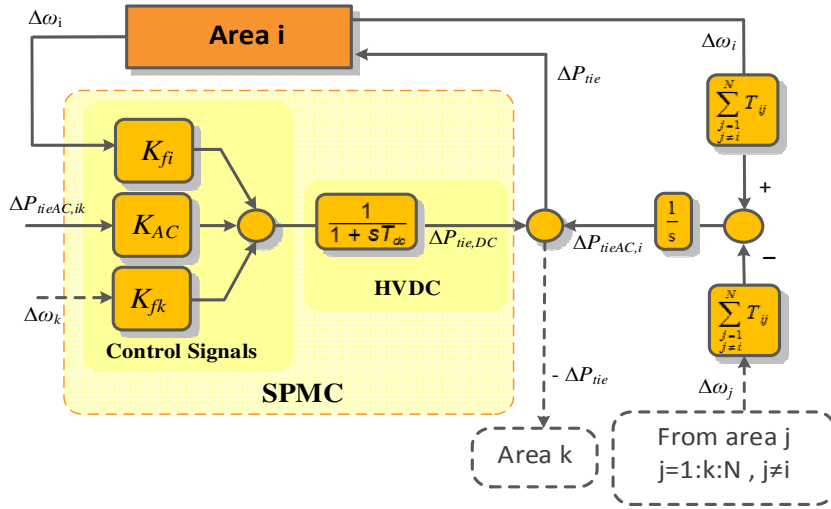 Δωi
Area i
Δωi
ΔPtie
N
∑ Tij
j=1
j≠i
Kfi
+
ΔPtieAC,ik
KAC
1
1 + sTdc
ΔPtie,DC
ΔPtieAC,i
1
s
−
Kfk
Δωk
HVDC
N
∑ Tij
j=1
j≠i
Control Signals
SPMC
- ΔPtie
Δωj
Area k
From area j
j=1:k:N , j≠i